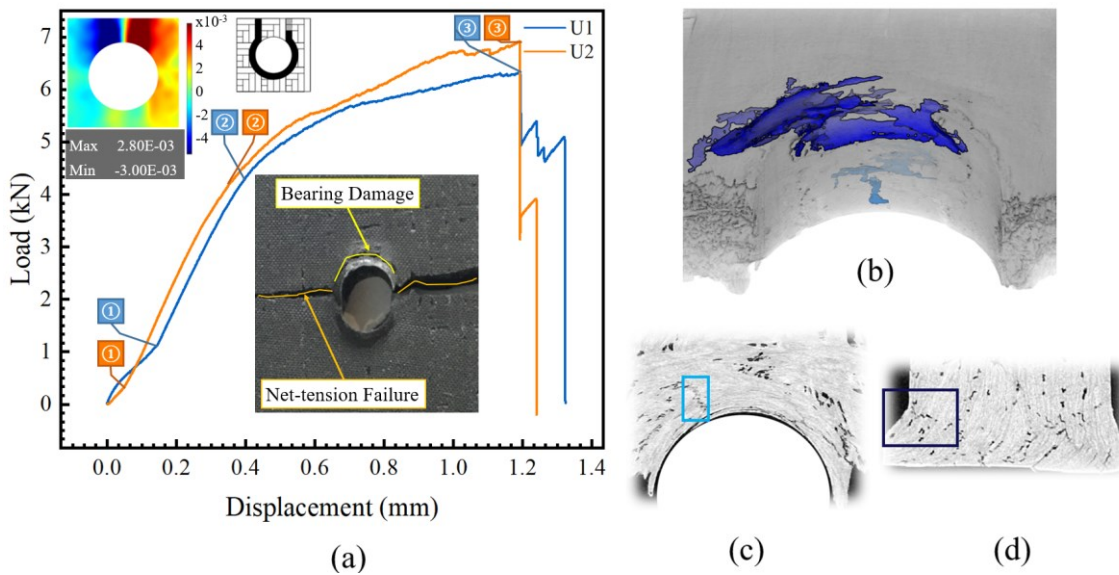 x10⁻³
4
2
0
-2
-4
Max 2.80E-03
Min -3.00E-03
③ ③
U1
U2
② ②
①
①
Bearing Damage
Net-tension Failure
7
6
5
4
3
2
1
0
Load (kN)
0.0 0.2 0.4 0.6 0.8 1.0 1.2 1.4
Displacement (mm)
(a)
(b)
(c)
(d)